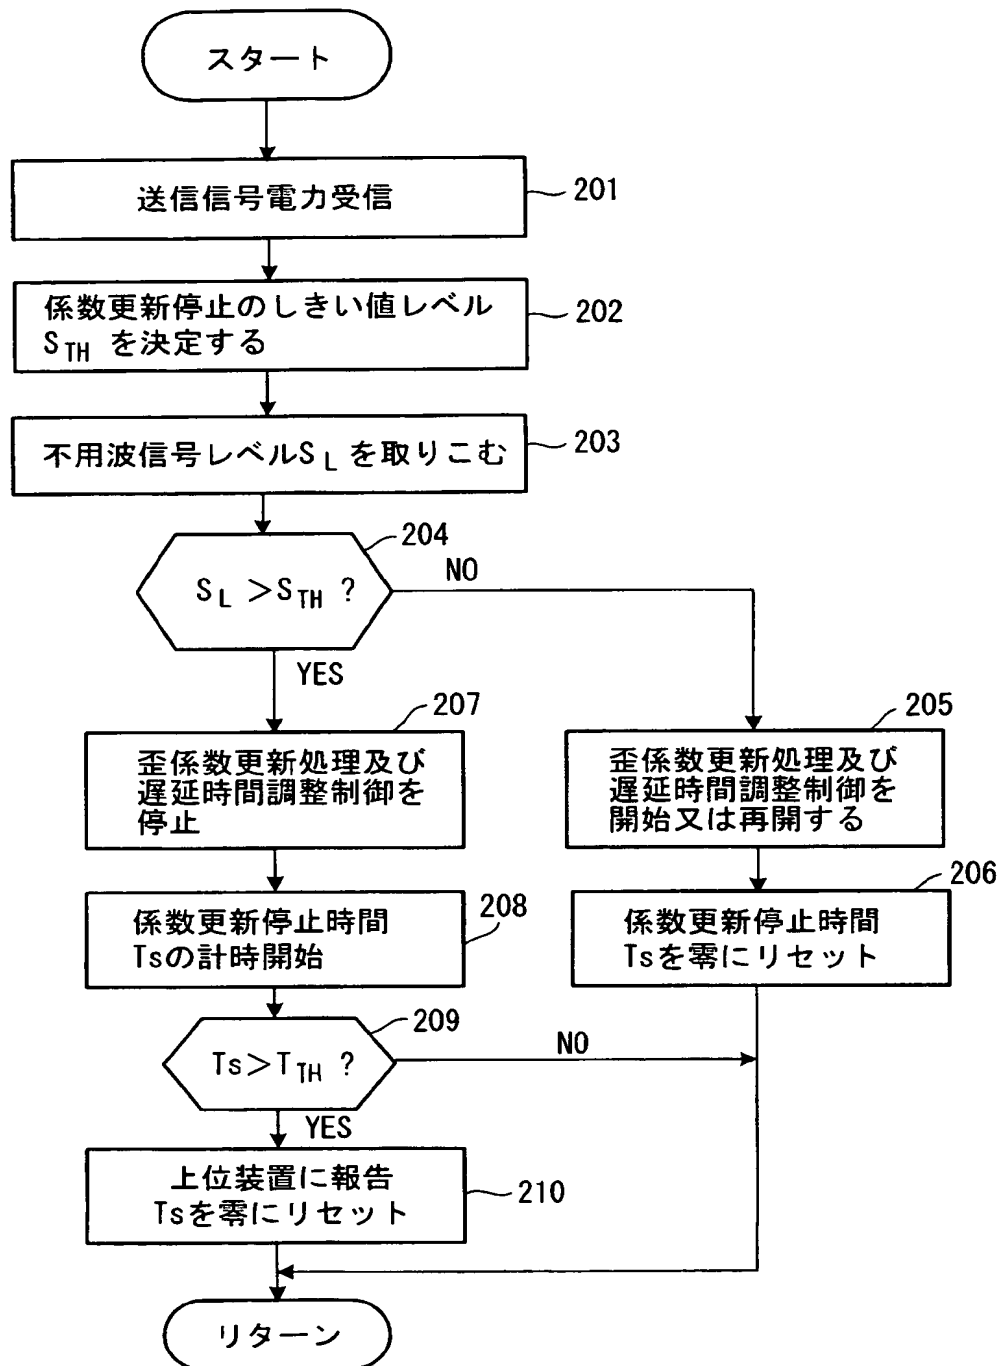 スタート
送信信号電力受信
201
係数更新停止のしきい値レベル
STH を決定する
202
不用波信号レベルSL を取りこむ
203
204
SL >STH ?
NO
YES
207
歪係数更新処理及び
遅延時間調整制御を
停止
205
歪係数更新処理及び
遅延時間調整制御を
開始又は再開する
係数更新停止時間
Tsの計時開始
208
206
係数更新停止時間
Tsを零にリセット
209
Ts>TTH ?
NO
YES
上位装置に報告
Tsを零にリセット
210
リターン